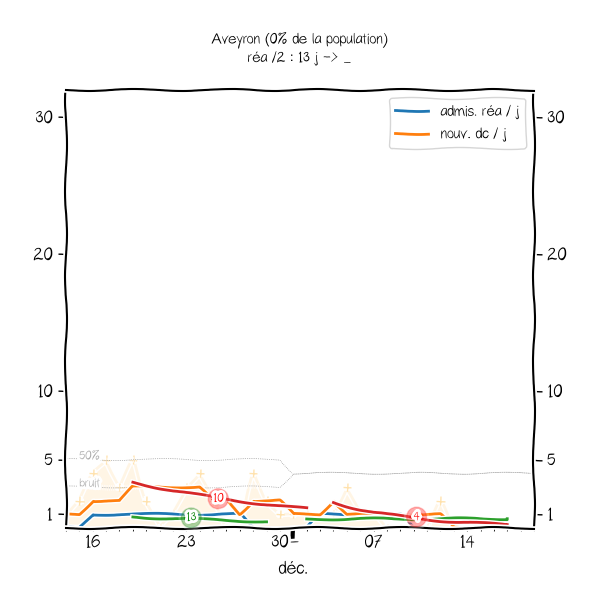 Aveyron (0% de la population)
réa /2 : 13 j -> _
admis. réa / j
nouv. dc / j
30 30
20 20
10 10
5 50% 5
bruit
1 1
10
13
4
16 23 30 07 14
déc.